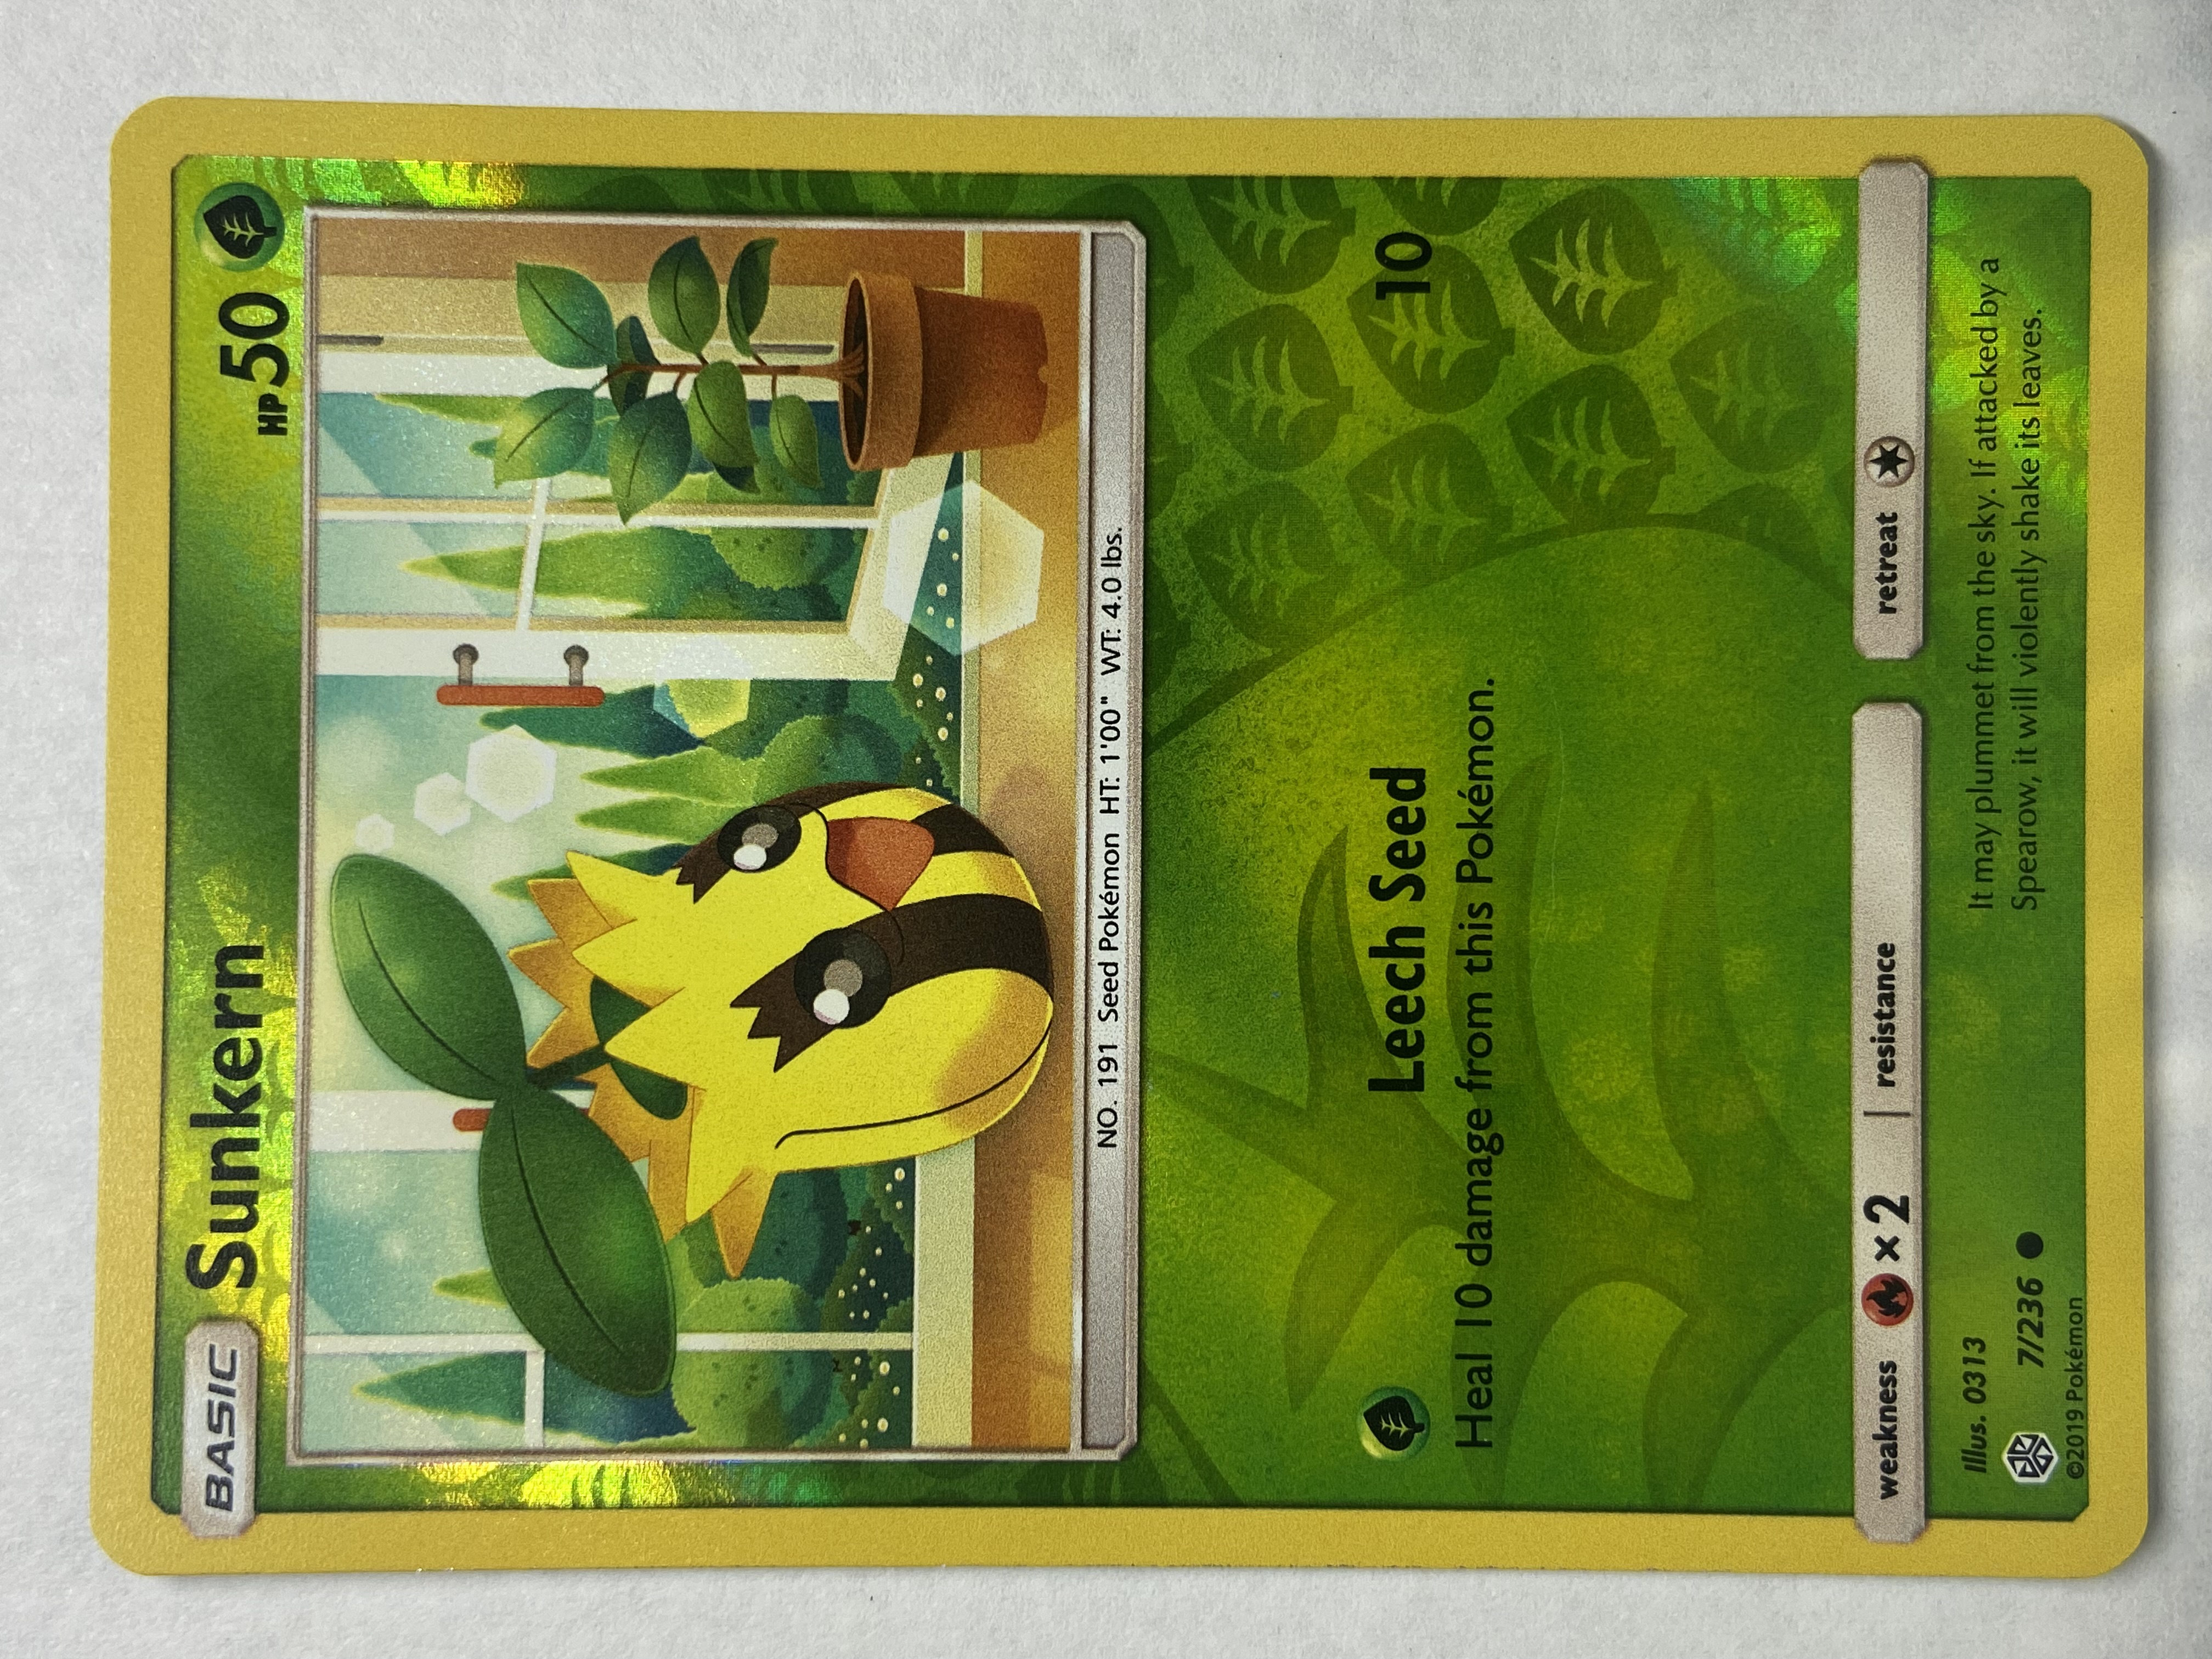 BASIC Sunkern HP 50
NO. 191 Seed Pokémon HT: 1'00" WT: 4.0 lbs.
Leech Seed 10
Heal 10 damage from this Pokémon.
weakness × 2 resistance retreat
Illus. 0313
7/236
©2019 Pokémon
It may plummet from the sky. If attacked by a
Spearow, it will violently shake its leaves.